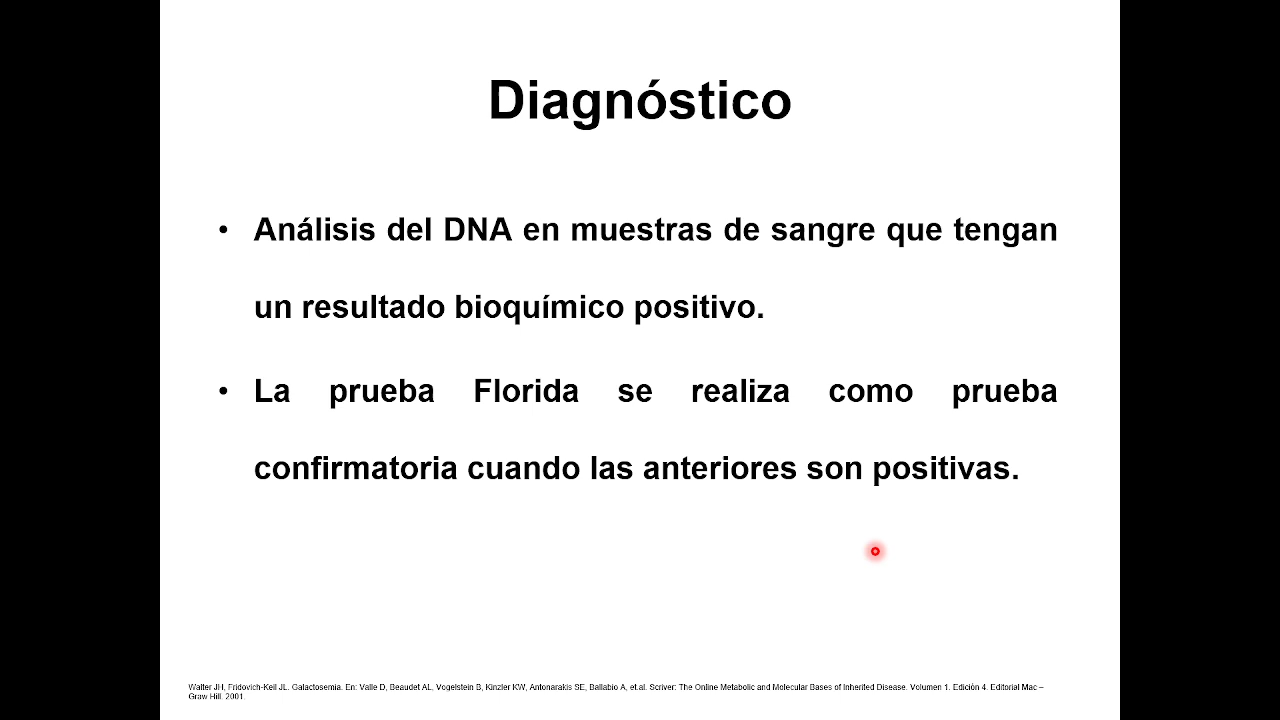 Diagnóstico
• Análisis del DNA en muestras de sangre que tengan
un resultado bioquímico positivo.
• La prueba Florida se realiza como prueba
confirmatoria cuando las anteriores son positivas.
Walter JH, Fridovich-Keil JL. Galactosemia. En: Valle D, Beaudet AL, Vogelstein B, Kinzler KW, Antonarakis SE, Ballabio A, et.al. Scriver: The Online Metabolic and Molecular Bases of Inherited Disease. Volumen 1. Edición 4. Editorial Mac –
Graw Hill. 2001.